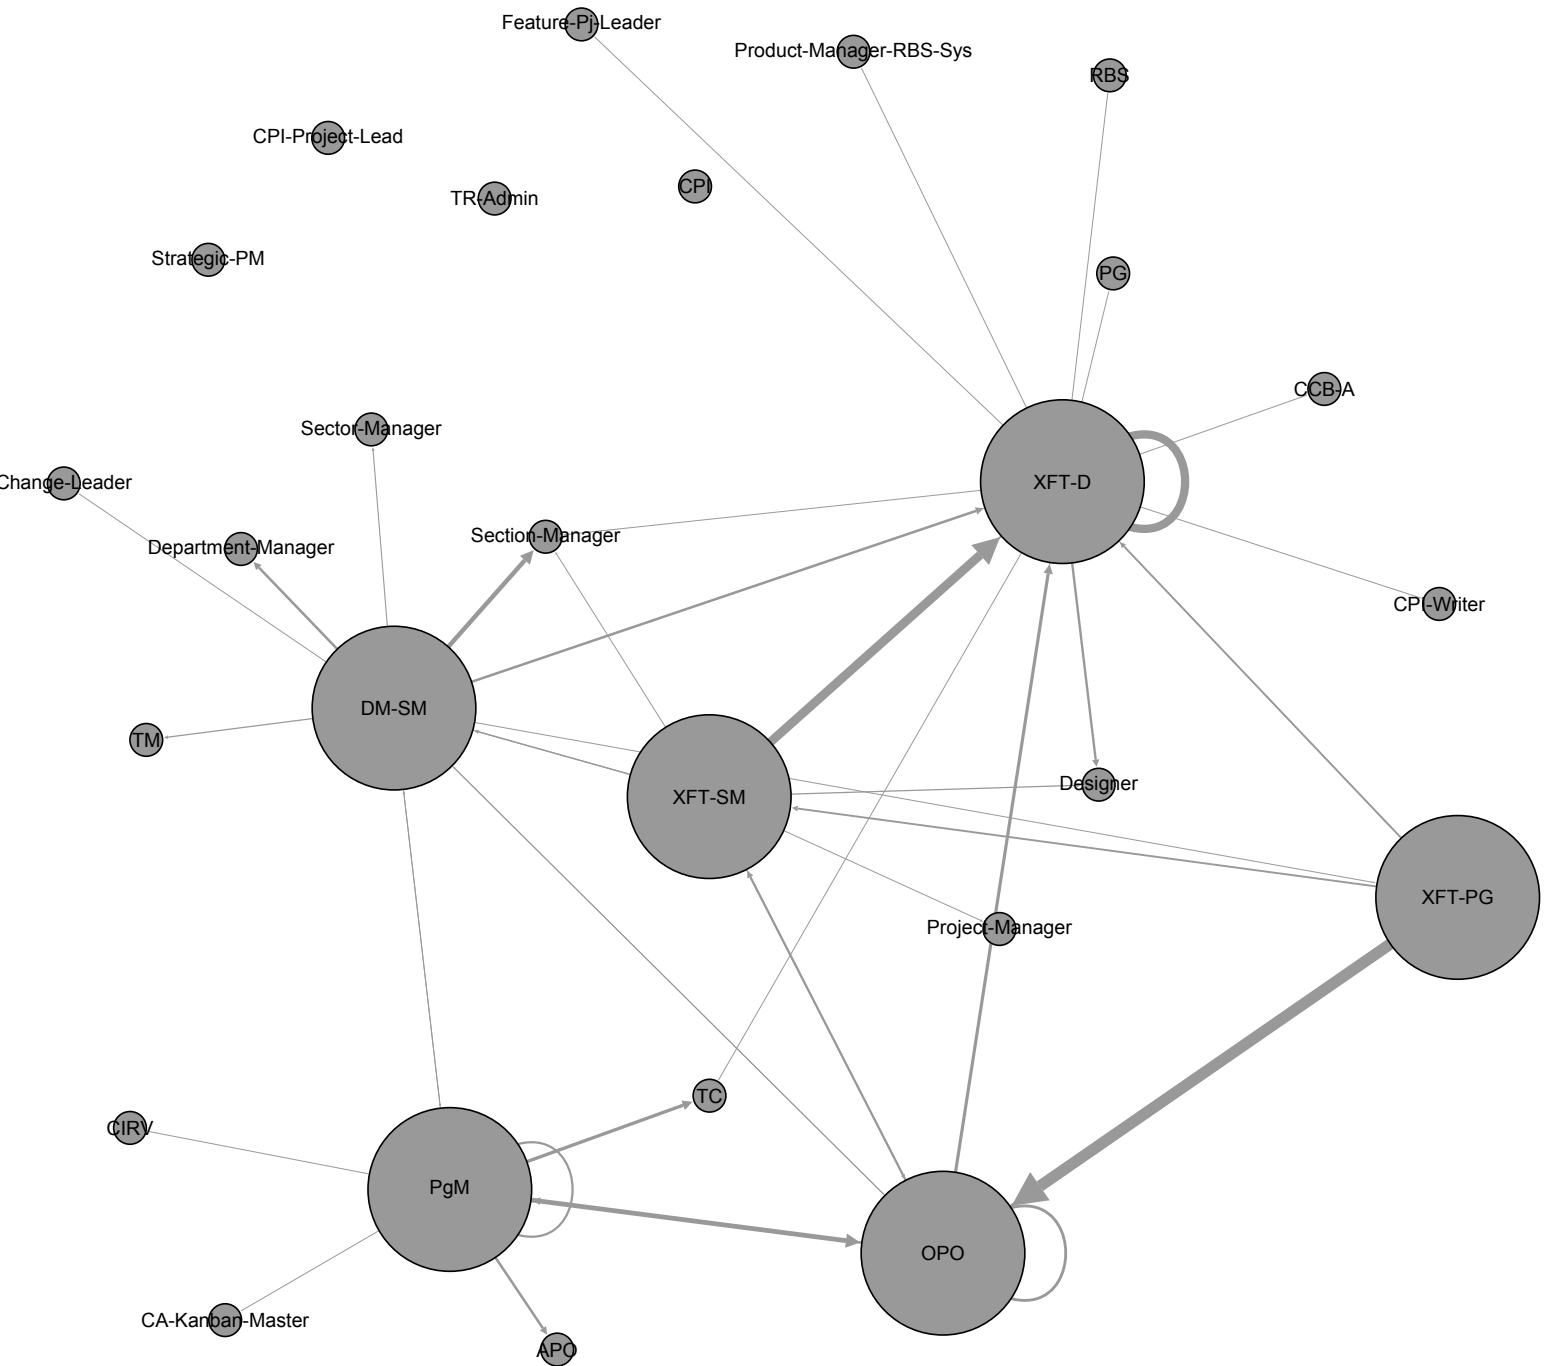 Feature-Pj-Leader
Product-Manager-RBS-Sys
RBS
CPI-Project-Lead
TR-Admin
CPI
Strategic-PM
PG
CCB-A
Sector-Manager
Change-Leader
XFT-D
Section-Manager
Department-Manager
CPI-Writer
DM-SM
TM
Designer
XFT-SM
XFT-PG
Project-Manager
TC
CIRV
PgM
OPO
CA-Kanban-Master
APO